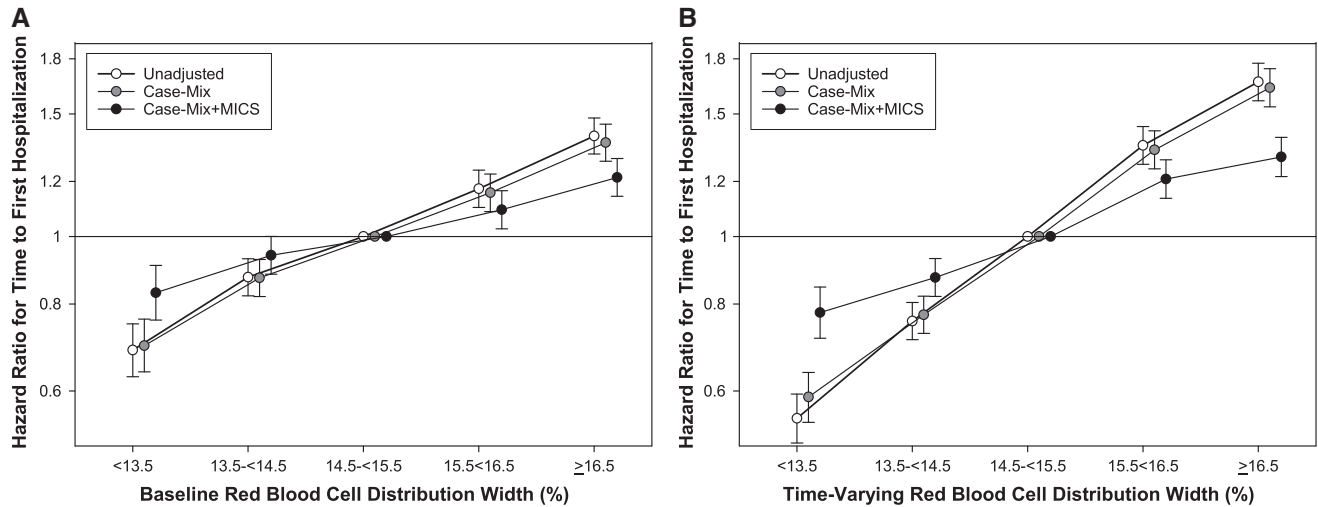 A
Hazard Ratio for Time to First Hospitalization
1.8
1.5
1.2
1
0.8
0.6
Unadjusted
Case-Mix
Case-Mix+MICS
<13.5
13.5-<14.5
14.5-<15.5
15.5<16.5
≥16.5
Baseline Red Blood Cell Distribution Width (%)
B
Hazard Ratio for Time to First Hospitalization
1.8
1.5
1.2
1
0.8
0.6
Unadjusted
Case-Mix
Case-Mix+MICS
<13.5
13.5-<14.5
14.5-<15.5
15.5<16.5
≥16.5
Time-Varying Red Blood Cell Distribution Width (%)